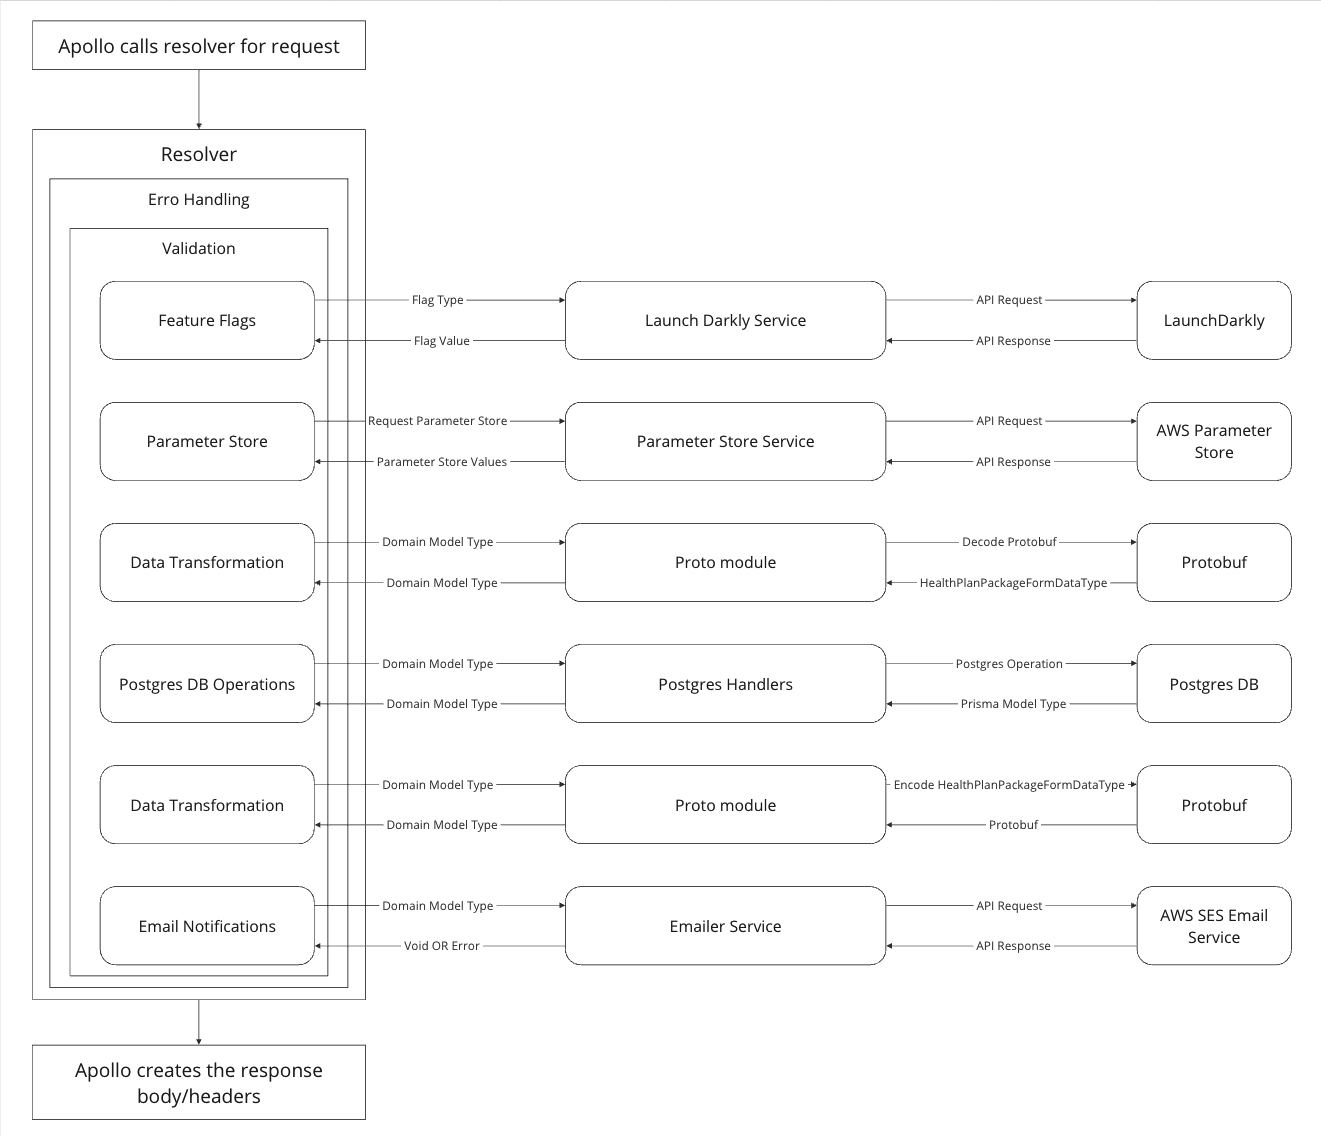 Apollo calls resolver for request
Resolver
Erro Handling
Validation
Feature Flags
Flag Type
Flag Value
Launch Darkly Service
API Request
API Response
LaunchDarkly
Parameter Store
Request Parameter Store
Parameter Store Values
Parameter Store Service
API Request
API Response
AWS Parameter
Store
Data Transformation
Domain Model Type
Domain Model Type
Proto module
Decode Protobuf
HealthPlanPackageFormDataType
Protobuf
Postgres DB Operations
Domain Model Type
Domain Model Type
Postgres Handlers
Postgres Operation
Prisma Model Type
Postgres DB
Data Transformation
Domain Model Type
Domain Model Type
Proto module
Encode HealthPlanPackageFormDataType
Protobuf
Protobuf
Email Notifications
Domain Model Type
Void OR Error
Emailer Service
API Request
API Response
AWS SES Email
Service
Apollo creates the response
body/headers